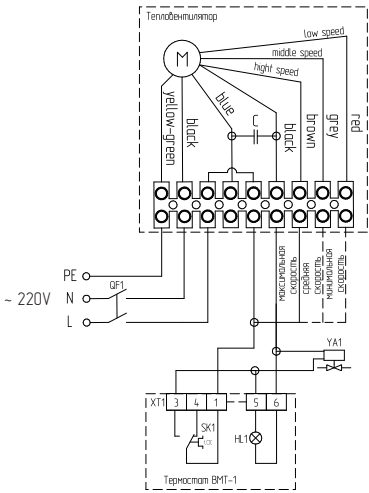 Тепловентилятор
low speed
middle speed
hight speed
M
yellow-green
black
blue
C
black
brown
grey
red
PE
QF1
~ 220V
N
L
максимальная
скорость
средняя
скорость
минимальная
скорость
YA1
XT1
3
4
1
5
6
SK1
HL1
Термостат ВМТ-1